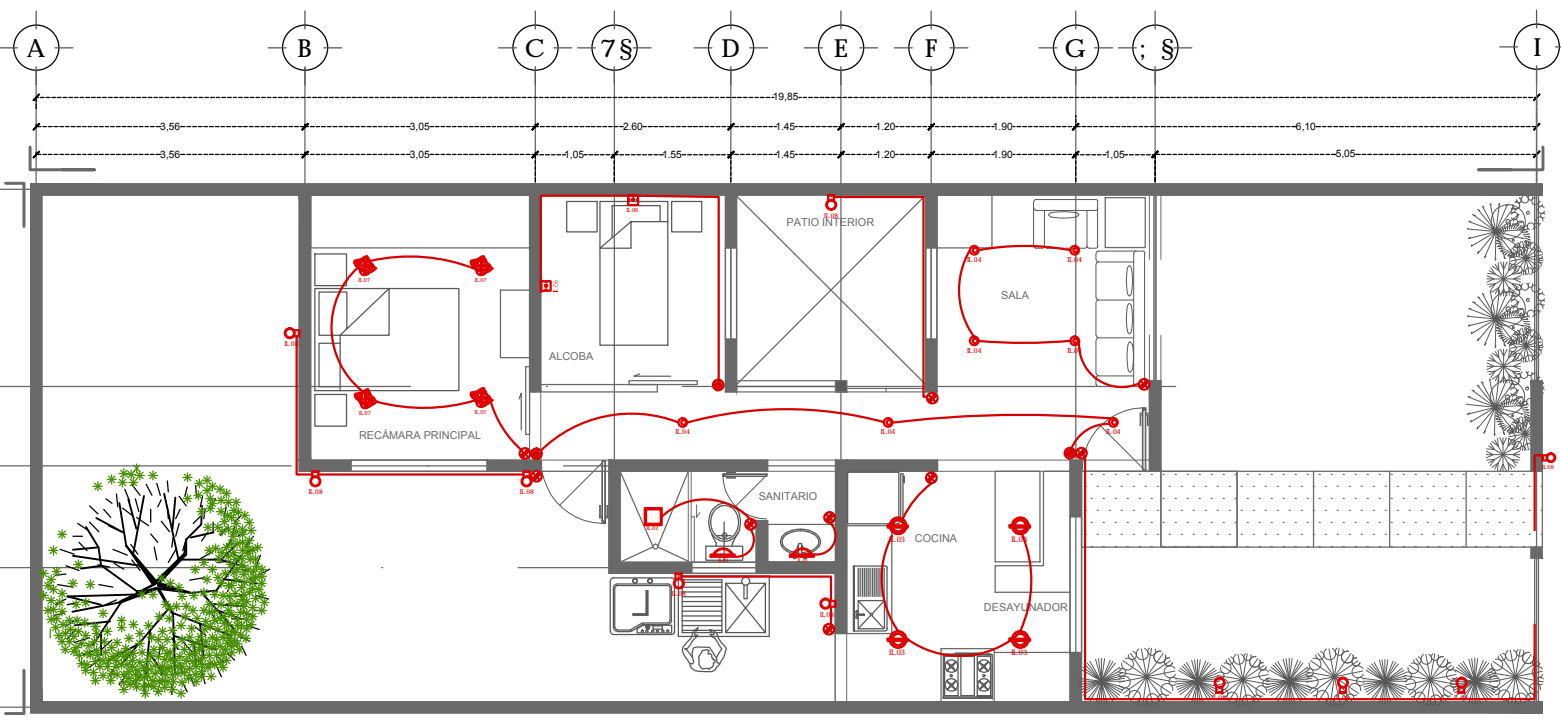 A B C 7§ D E F G ; § I
19,85
3,56 3,05 2.60 1.45 1.20 1.90 6,10
3,56 3,05 1,05 1.55 1.45 1.20 1.90 1,05 5,05
IL.06
PATIO INTERIOR
IL.08
IL.04 IL.04
IL.07 IL.07
SALA
IL.04
ALCOBA
IL.07 IL.07
IL.04 IL.04 IL.04
RECÁMARA PRINCIPAL
IL.08 IL.08
IL.08
SANITARIO
COCINA
IL.03 IL.03
DESAYUNADOR
IL.03 IL.03